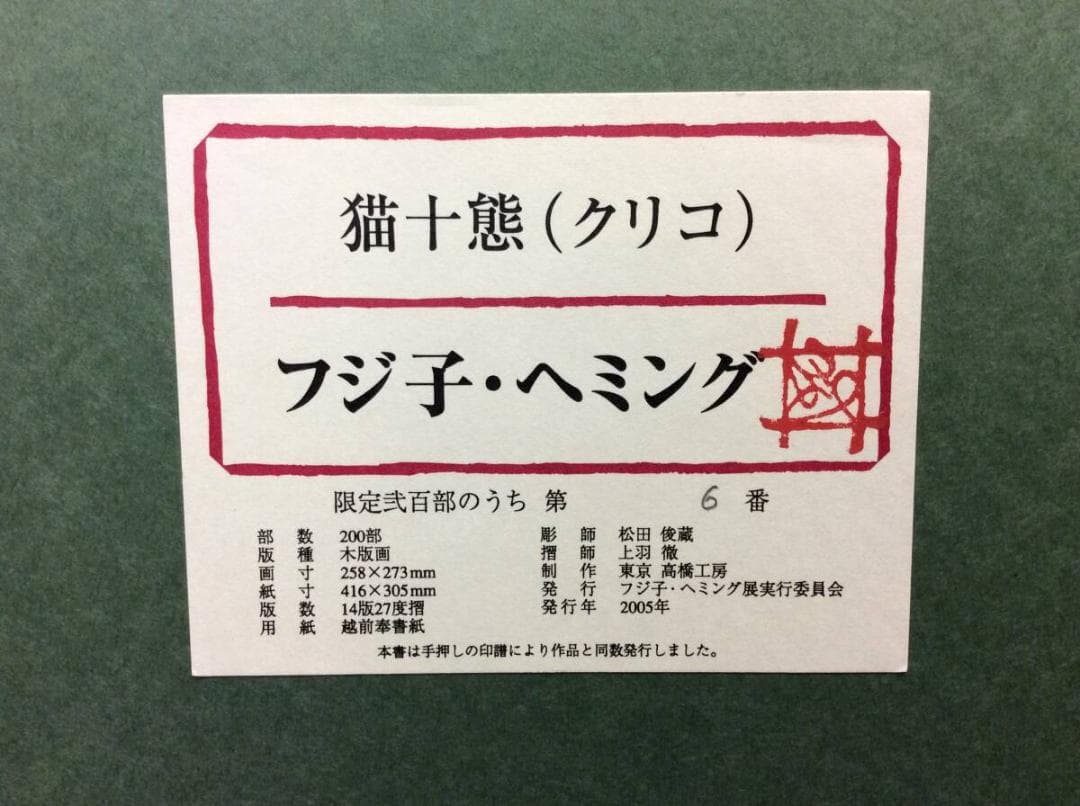 猫十態（クリコ）
フジ子・ヘミング
限定弐百部のうち 第 6 番
部数 200部
版種 木版画
画寸 258×273mm
紙寸 416×305mm
版数 14版27度摺
用紙 越前奉書紙
彫師 松田 俊蔵
摺師 上羽 徹
制作 東京 高橋工房
発行 フジ子・ヘミング展実行委員会
発行年 2005年
本書は手押しの印譜により作品と同数発行しました。